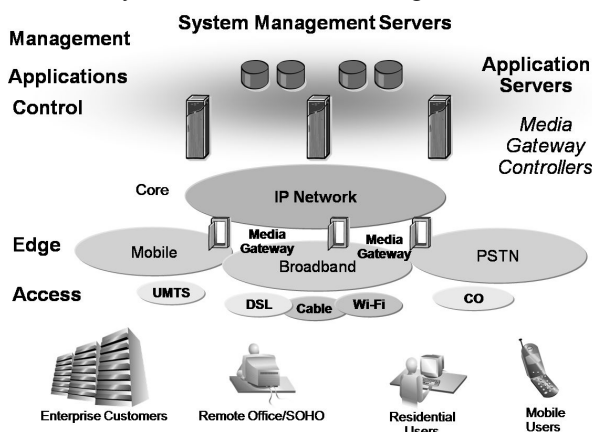 System Management Servers
Management
Applications
Application
Servers
Control
Media
Gateway
Controllers
Core
IP Network
Media
Gateway
Media
Gateway
Edge
Mobile
Broadband
PSTN
Access
UMTS
DSL
Cable
Wi-Fi
CO
Enterprise Customers
Remote Office/SOHO
Residential
Users
Mobile
Users